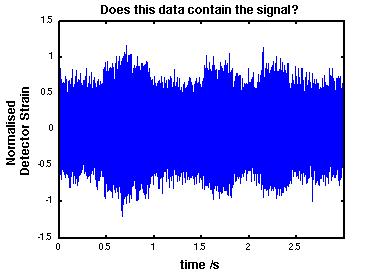 Does this data contain the signal?
1.5
1
0.5
0
-0.5
-1
-1.5
Normalised
Detector Strain
0 0.5 1 1.5 2 2.5
time /s